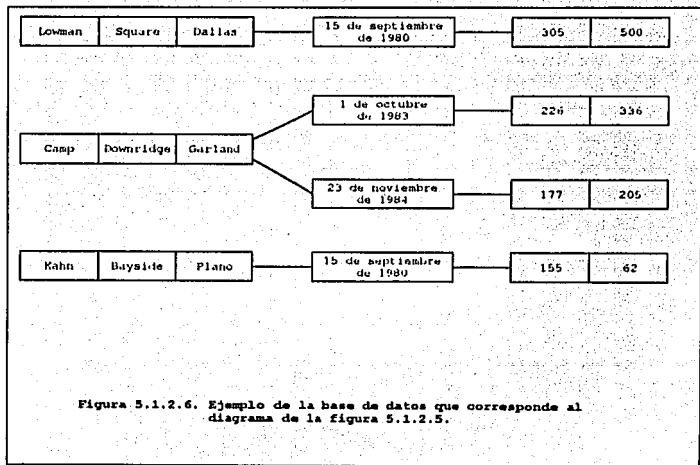 Lowman Square Dallas 15 de septiembre de 1980 305 500
1 de octubre de 1983 226 336
Camp Downridge Garland
23 de noviembre de 1984 177 205
Kahn Bayside Plano 15 de septiembre de 1980 155 62
Figura 5.1.2.6. Ejemplo de la base de datos que corresponde al
diagrama de la figura 5.1.2.5.